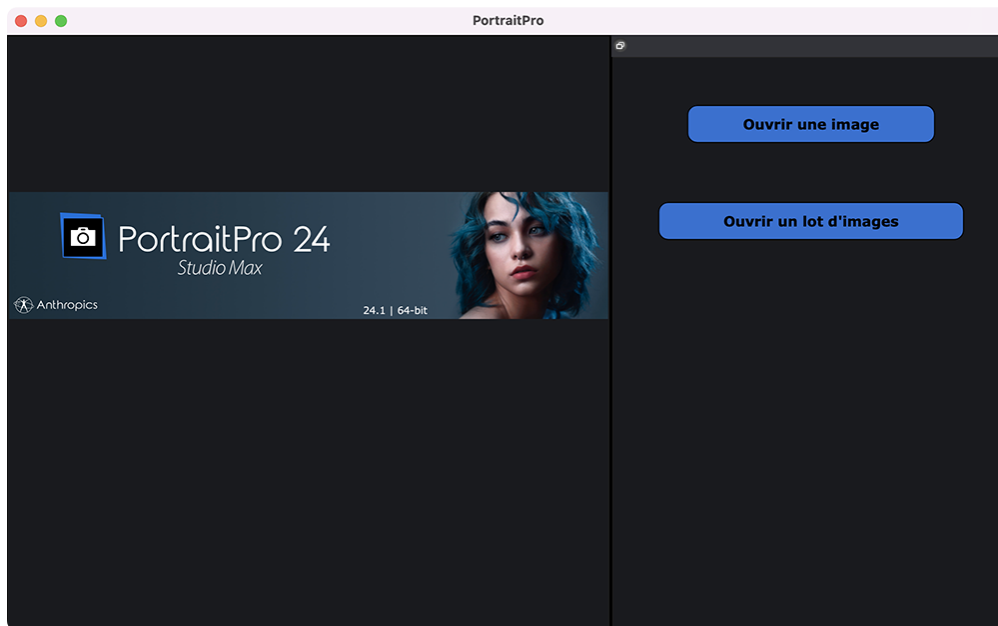 PortraitPro
PortraitPro 24
Studio Max
Anthropics
24.1 | 64-bit
Ouvrir une image
Ouvrir un lot d'images